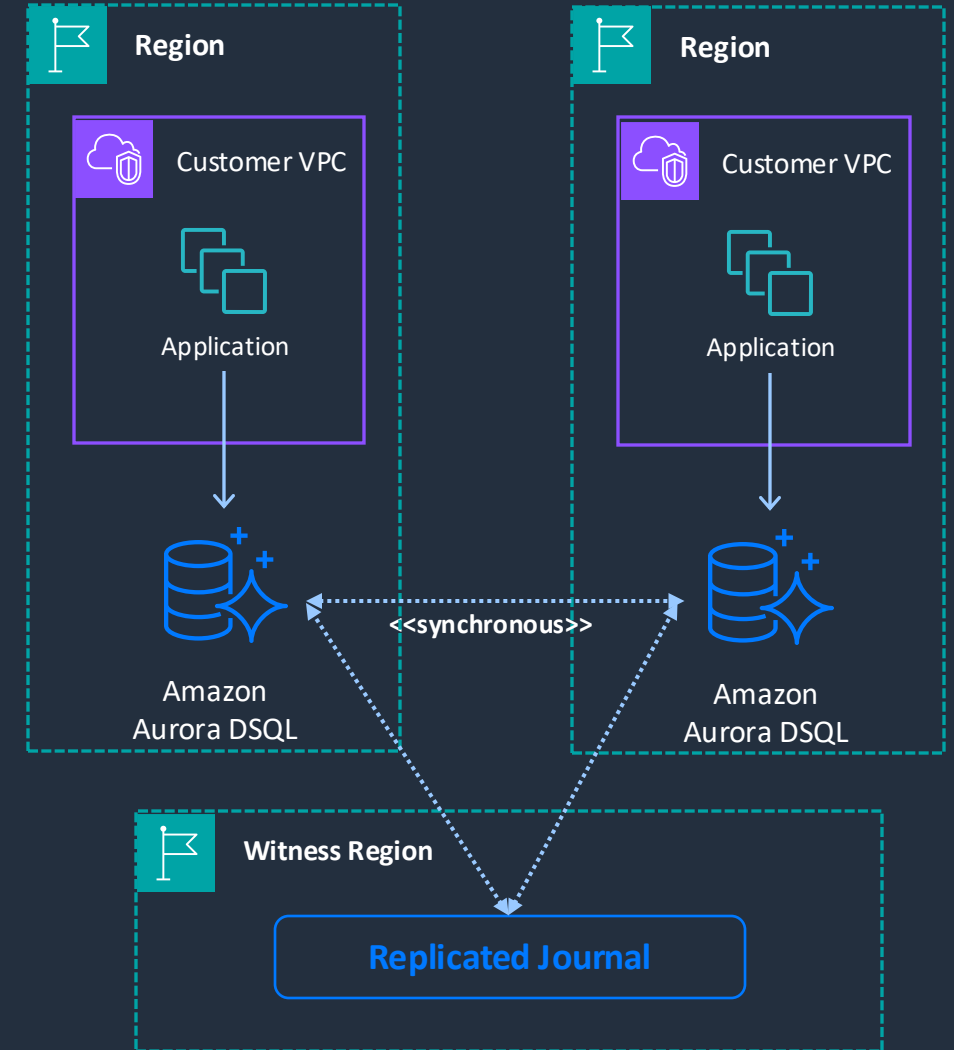 Region
Customer VPC
Application
Amazon
Aurora DSQL
Region
Customer VPC
Application
Amazon
Aurora DSQL
<<synchronous>>
Witness Region
Replicated Journal